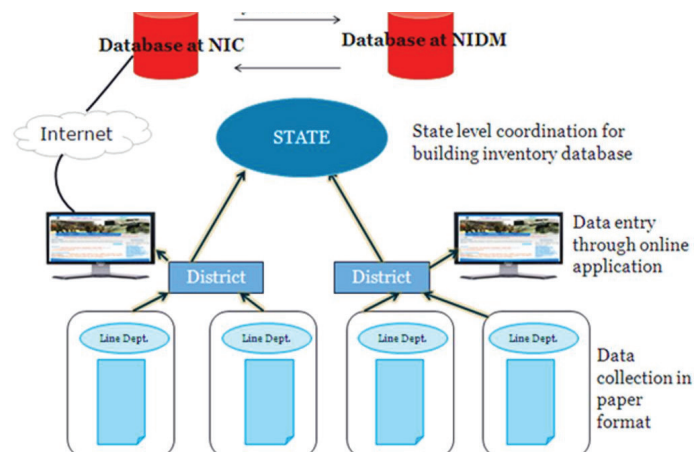 Database at NIC
Database at NIDM
Internet
STATE
State level coordination for
building inventory database
Data entry
through online
application
District
District
Line Dept.
Line Dept.
Line Dept.
Line Dept.
Data
collection in
paper
format